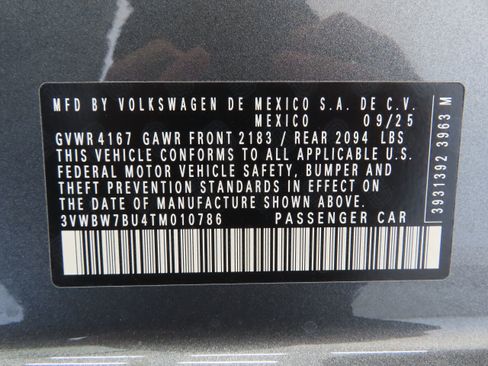 MFD BY VOLKSWAGEN DE MEXICO S.A. DE C.V.
MEXICO 09/25
GVWR 4167 GAWR FRONT 2183 / REAR 2094 LBS
THIS VEHICLE CONFORMS TO ALL APPLICABLE U.S.
FEDERAL MOTOR VEHICLE SAFETY, BUMPER AND
THEFT PREVENTION STANDARDS IN EFFECT ON
THE DATE OF MANUFACTURE SHOWN ABOVE.
3VWBW7BU4TM010786 PASSENGER CAR
3931392 3963 M